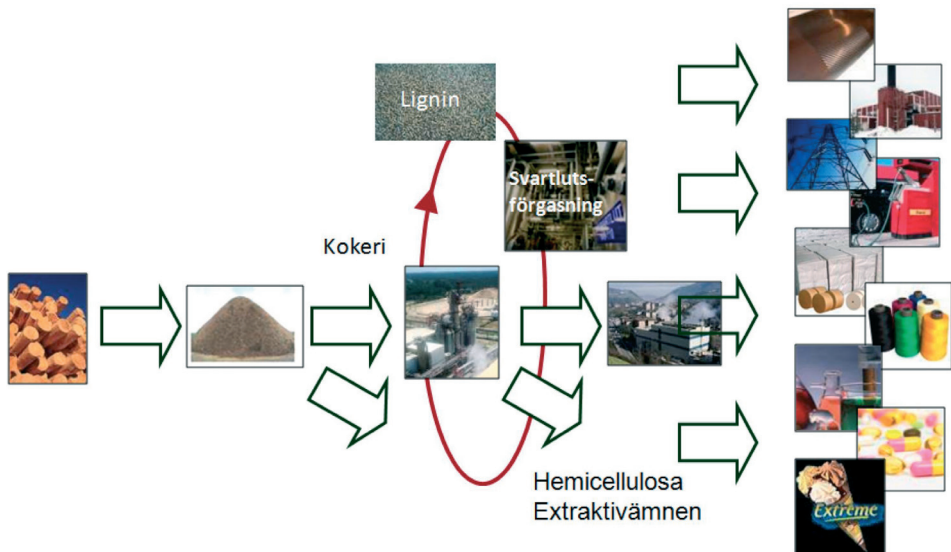 Lignin
Svartluts-
förgasning
Kokeri
Hemicellulosa
Extraktivämnen
Extreme